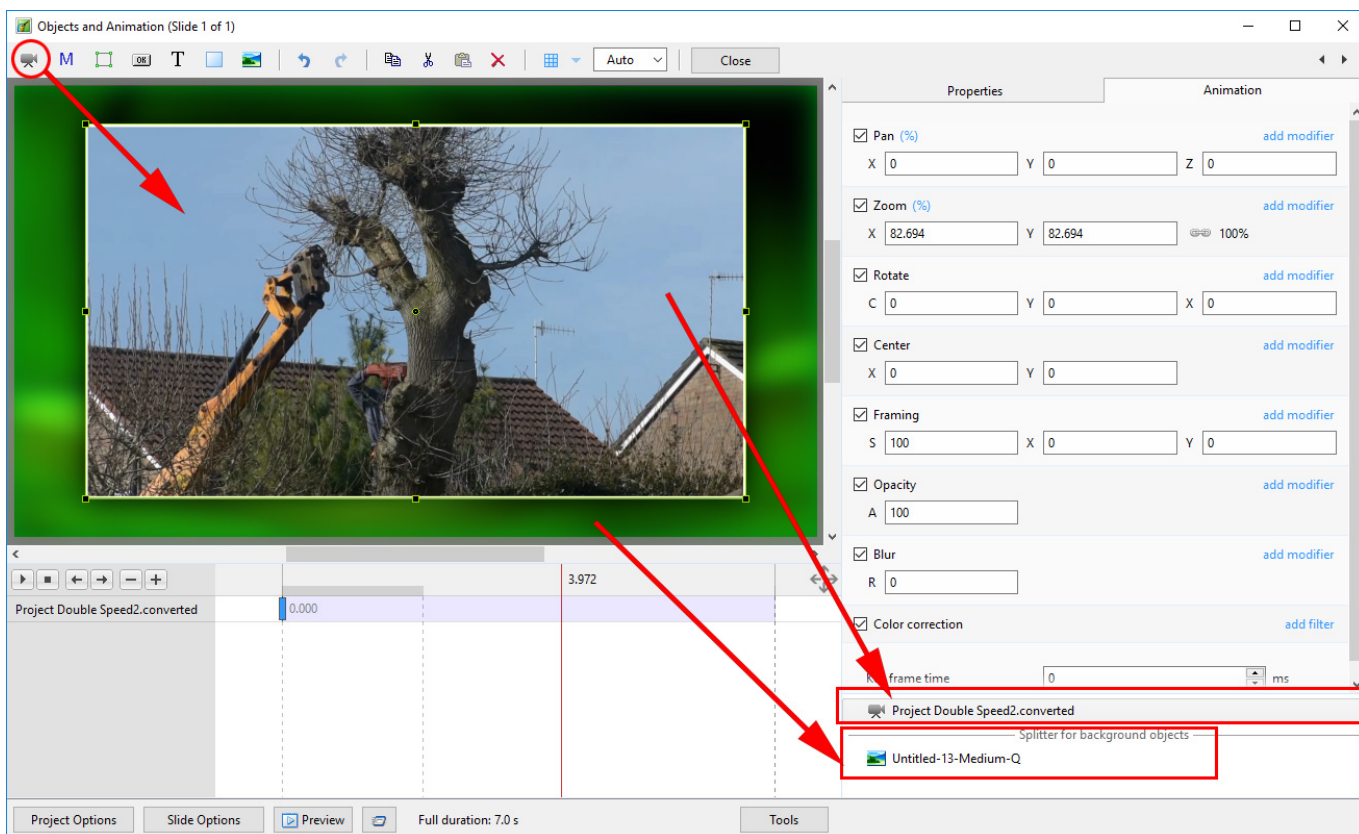 Objects and Animation (Slide 1 of 1)
M OK T Auto Close
Properties Animation
Pan (%) add modifier
X 0 Y 0 Z 0
Zoom (%) add modifier
X 82.694 Y 82.694 100%
Rotate add modifier
C 0 Y 0 X 0
Center add modifier
X 0 Y 0
Framing add modifier
S 100 X 0 Y 0
Opacity add modifier
A 100
Blur add modifier
R 0
Color correction add filter
frame time 0 ms
3.972
Project Double Speed2.converted 0.000
Project Double Speed2.converted
Splitter for background objects
Untitled-13-Medium-Q
Project Options Slide Options Preview Full duration: 7.0 s Tools